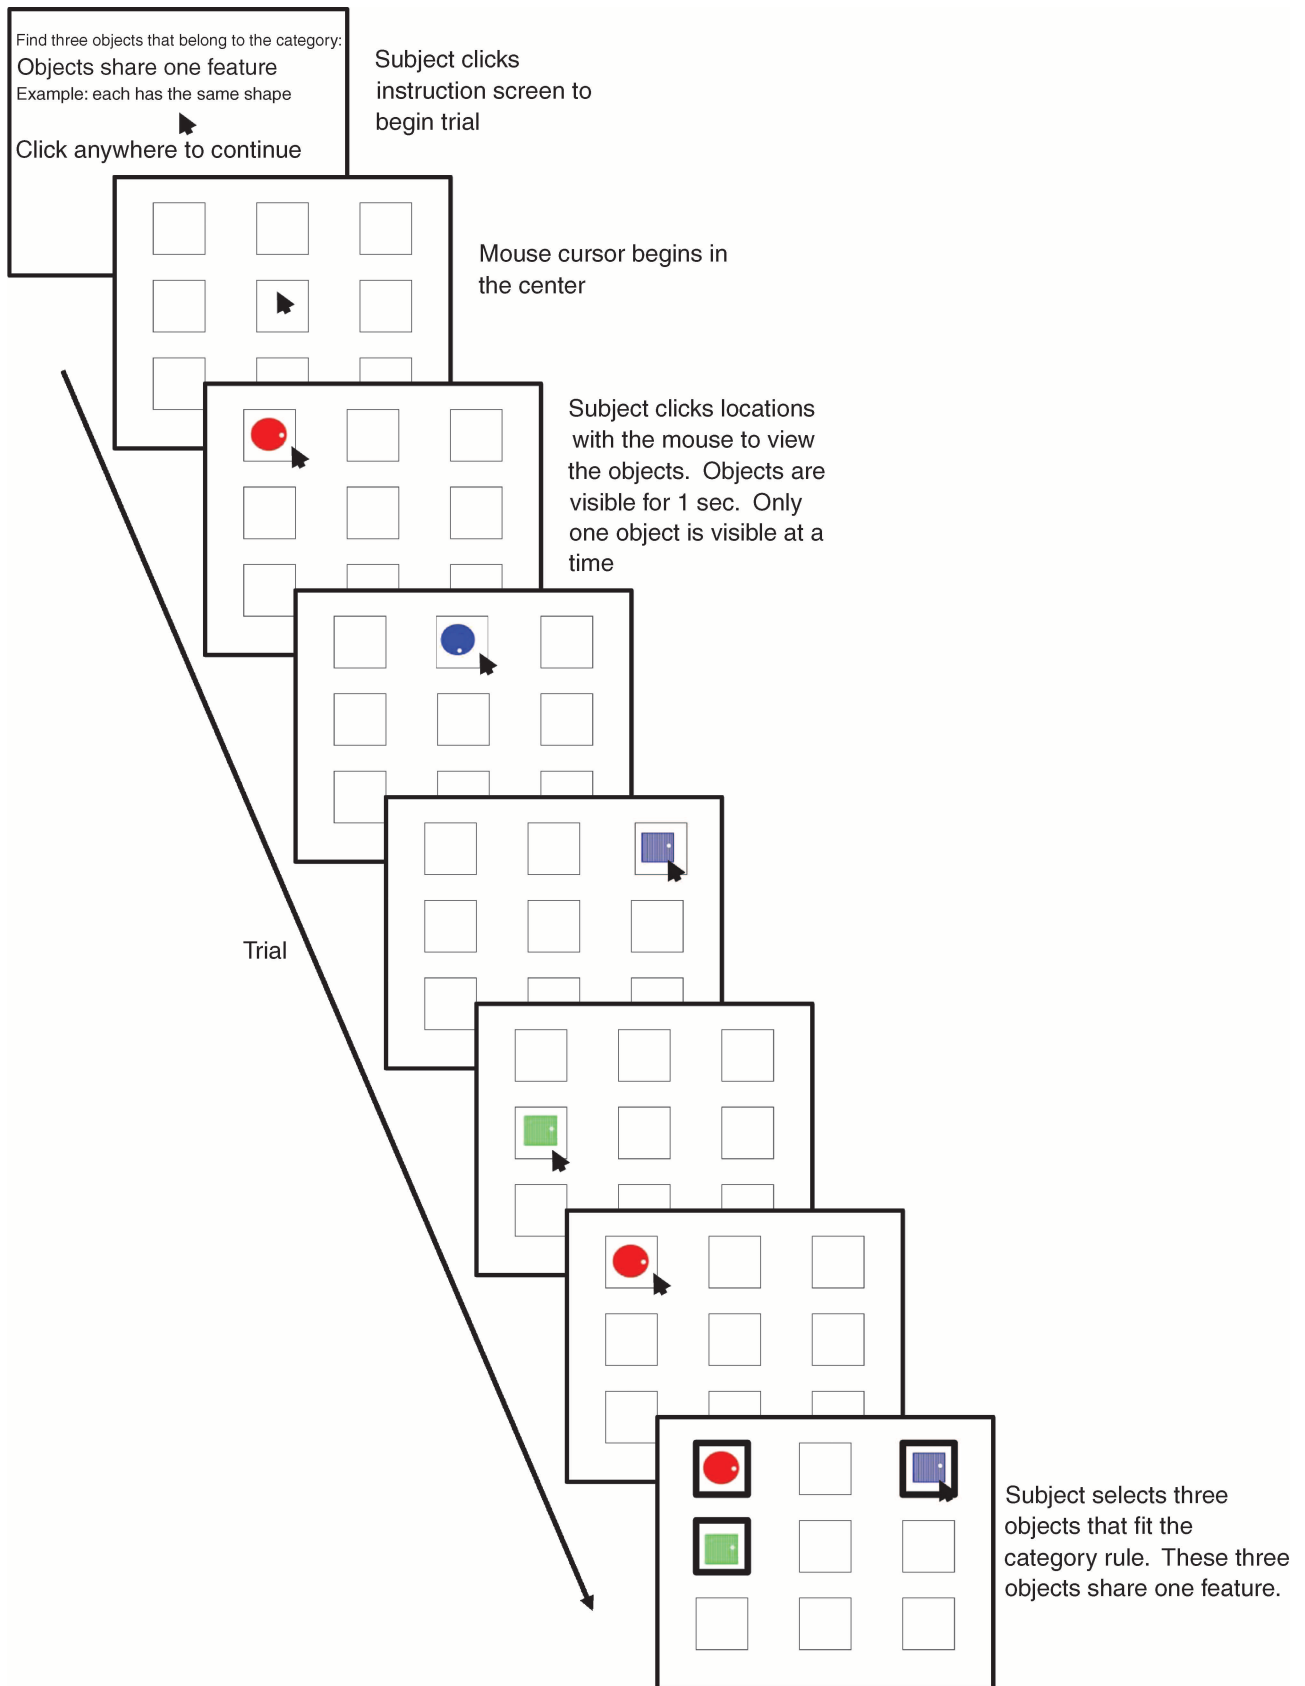 Find three objects that belong to the category:
Objects share one feature
Example: each has the same shape
Click anywhere to continue
Subject clicks
instruction screen to
begin trial
Mouse cursor begins in
the center
Subject clicks locations
with the mouse to view
the objects. Objects are
visible for 1 sec. Only
one object is visible at a
time
Trial
Subject selects three
objects that fit the
category rule. These three
objects share one feature.